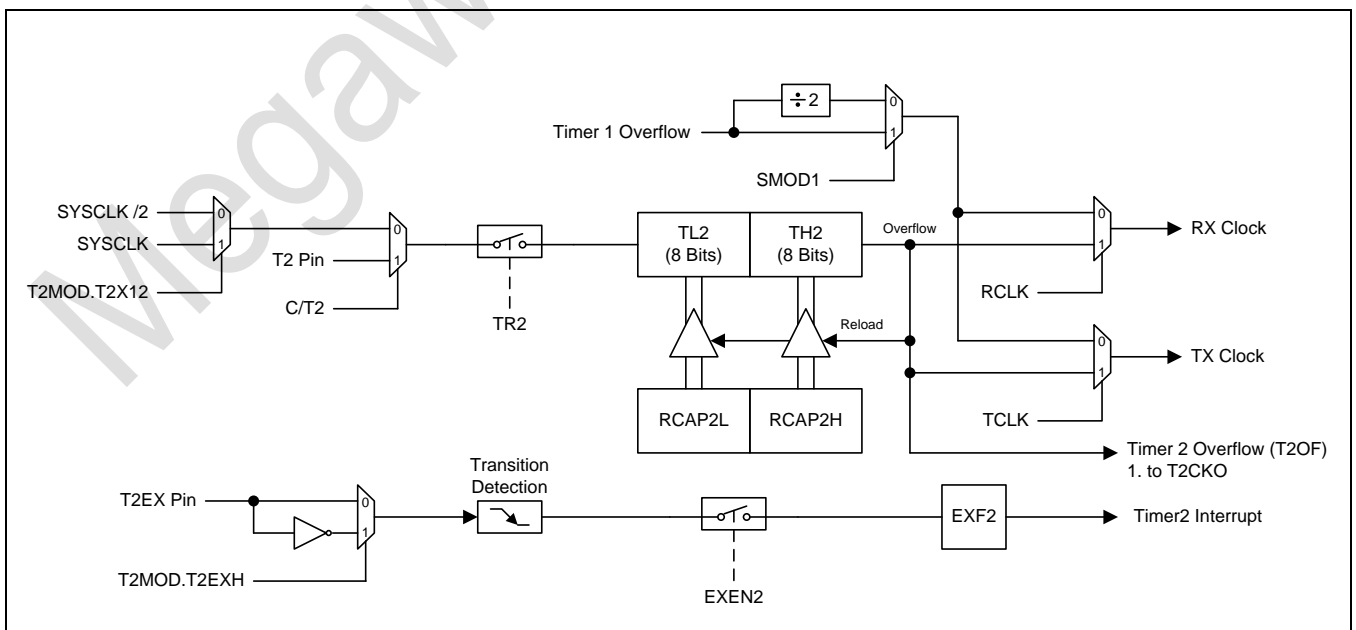 Megaw
÷ 2
0
1
Timer 1 Overflow
SMOD1
SYSCLK /2
SYSCLK
0
1
T2MOD.T2X12
T2 Pin
0
1
C/T2
TR2
TL2
(8 Bits)
TH2
(8 Bits)
Overflow
0
1
RX Clock
RCLK
Reload
0
1
TX Clock
TCLK
RCAP2L
RCAP2H
Timer 2 Overflow (T2OF)
1. to T2CKO
T2EX Pin
0
1
T2MOD.T2EXH
Transition
Detection
EXEN2
EXF2
Timer2 Interrupt